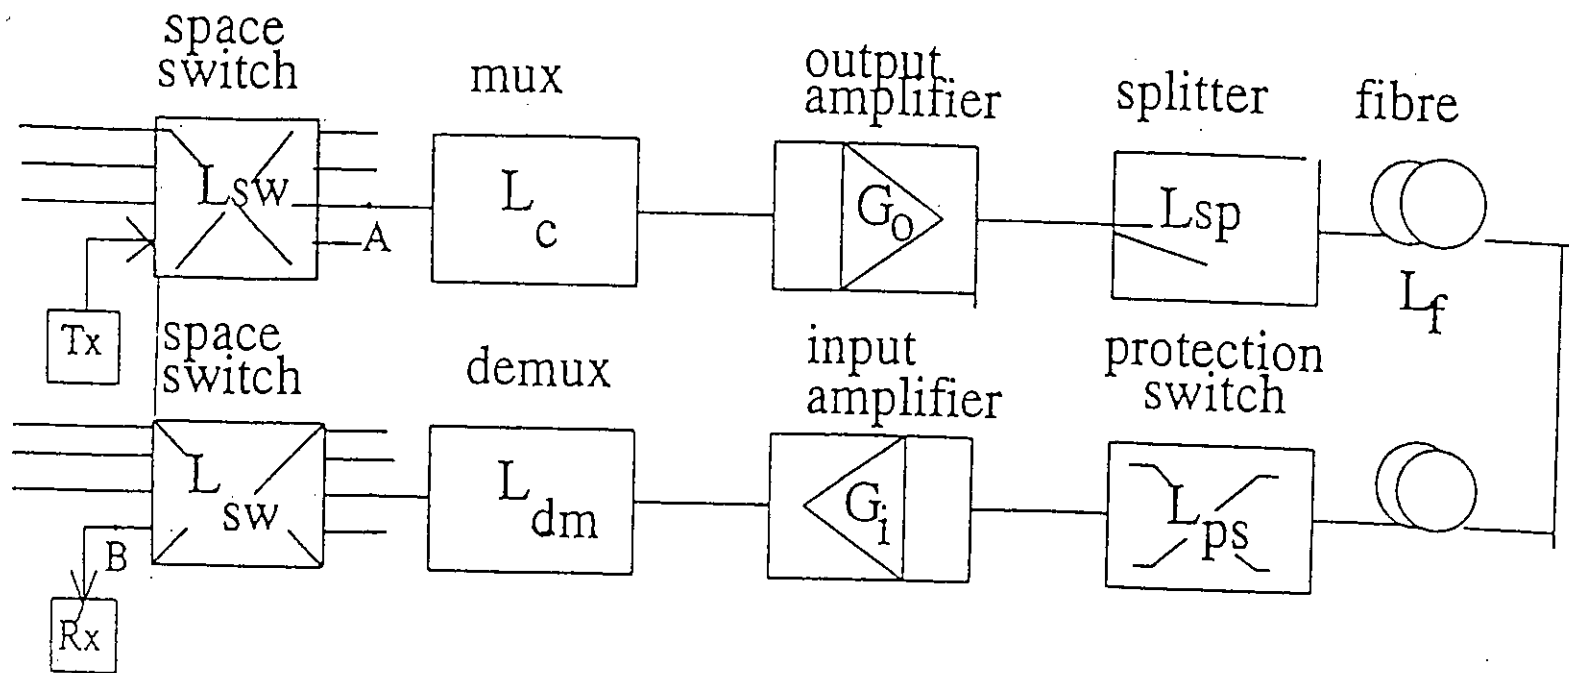 space
switch
mux
output
amplifier
splitter
fibre
Lsw
Lc
Go
Lsp
A
Lf
Tx
space
switch
demux
input
amplifier
protection
switch
Lsw
Ldm
Gi
Lps
B
Rx